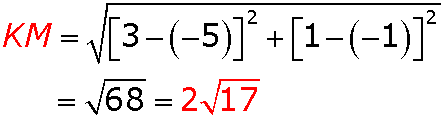 KM = √([3−(−5)]² + [1−(−1)]²)
= √68 = 2√17